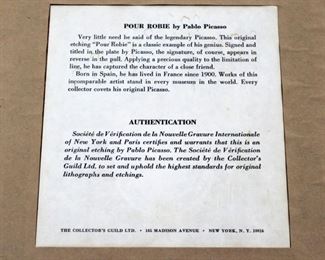 POUR ROBIE by Pablo Picasso
Very little need be said of the legendary Picasso. This original
etching "Pour Robie" is a classic example of his genius. Signed and
titled in the plate by Picasso, the signature, of course, appears in
reverse in the pull. Applying a precious quality to the limitation of
line, he has captured the character of a close friend.
Born in Spain, he has lived in France since 1900. Works of this
incomparable artist stand in every museum in the world. Every
collector covets his original Picasso.
AUTHENTICATION
Société de Vérification de la Nouvelle Gravure Internationale
of New York and Paris certifies and warrants that this is an
original etching by Pablo Picasso. The Société de Vérification
de la Nouvelle Gravure has been created by the Collector's
Guild Ltd. to set and uphold the highest standards for original
lithographs and etchings.
THE COLLECTOR'S GUILD LTD. • 185 MADISON AVENUE • NEW YORK, N. Y. 10016